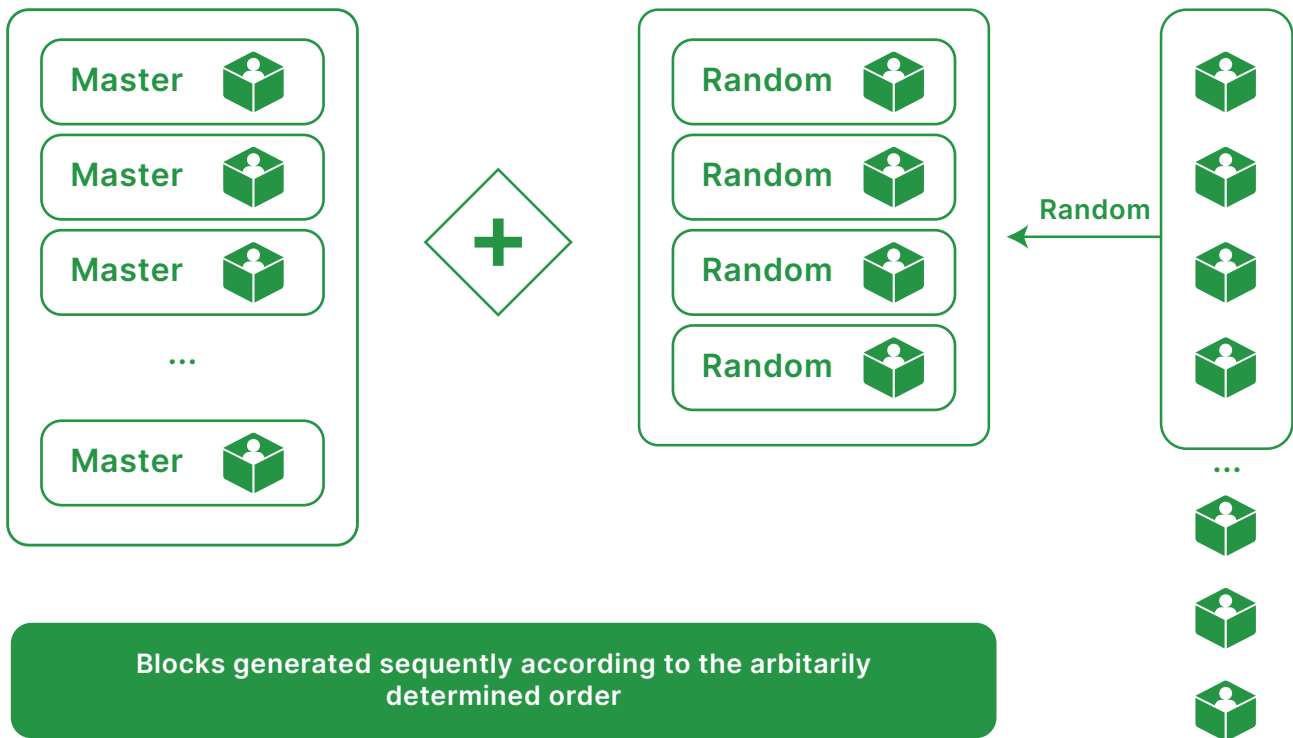 Master
Master
Master
...
Master
Random
Random
Random
Random
Random
...
Blocks generated sequently according to the arbitarily
determined order